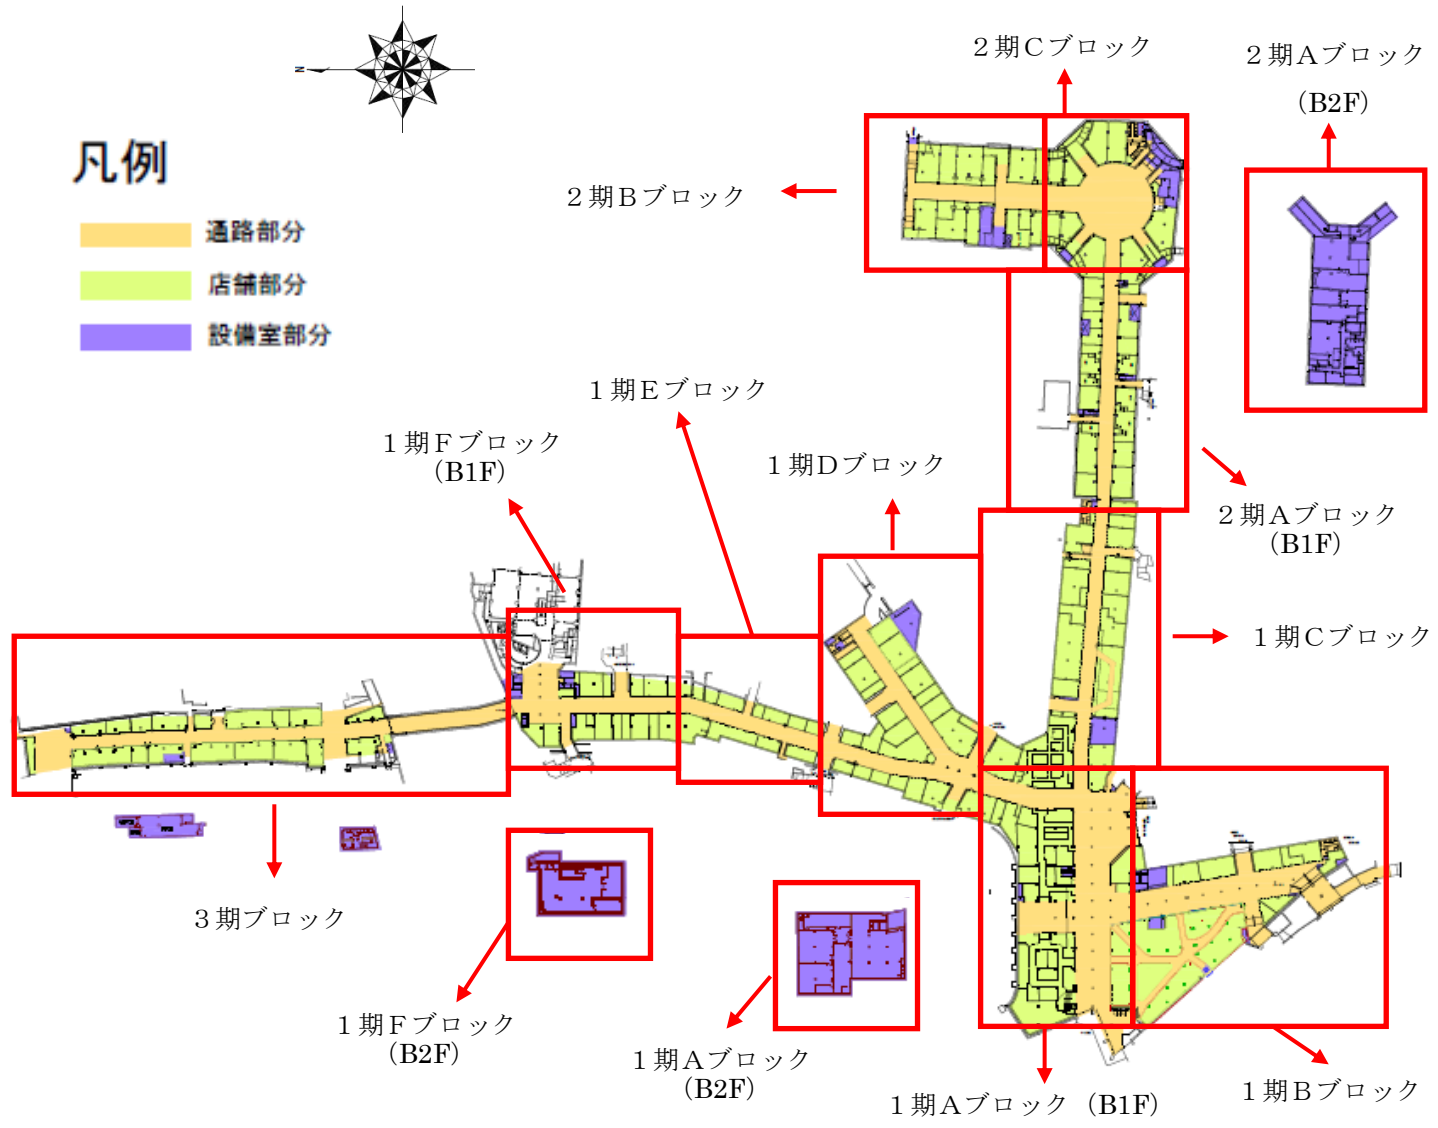 N
凡例
通路部分
店舗部分
設備室部分
２期Cブロック
２期Aブロック
（B2F）
２期Bブロック
１期Eブロック
１期Fブロック
（B1F）
１期Dブロック
２期Aブロック
（B1F）
１期Cブロック
３期ブロック
１期Fブロック
（B2F）
１期Aブロック
（B2F）
１期Aブロック（B1F）
１期Bブロック